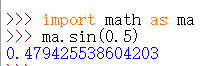 >>> import math as ma
>>> ma.sin(0.5)
0.479425538604203